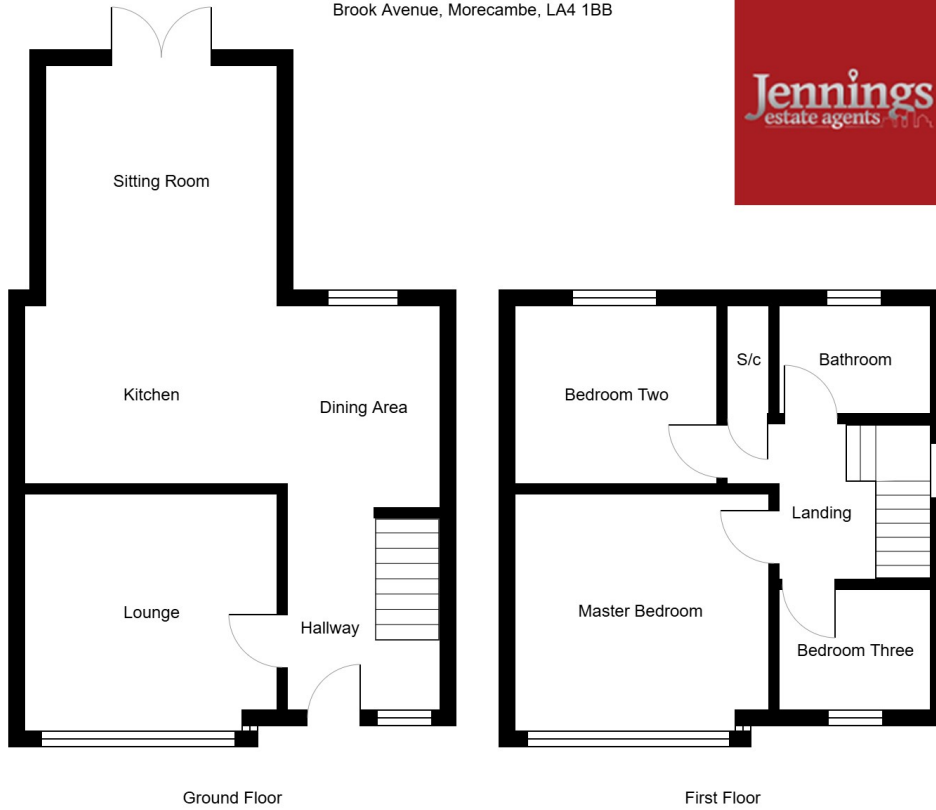 Brook Avenue, Morecambe, LA4 1BB
Jennings
estate agents
Sitting Room
Kitchen
Dining Area
Lounge
Hallway
Ground Floor
Bedroom Two
S/c
Bathroom
Landing
Master Bedroom
Bedroom Three
First Floor